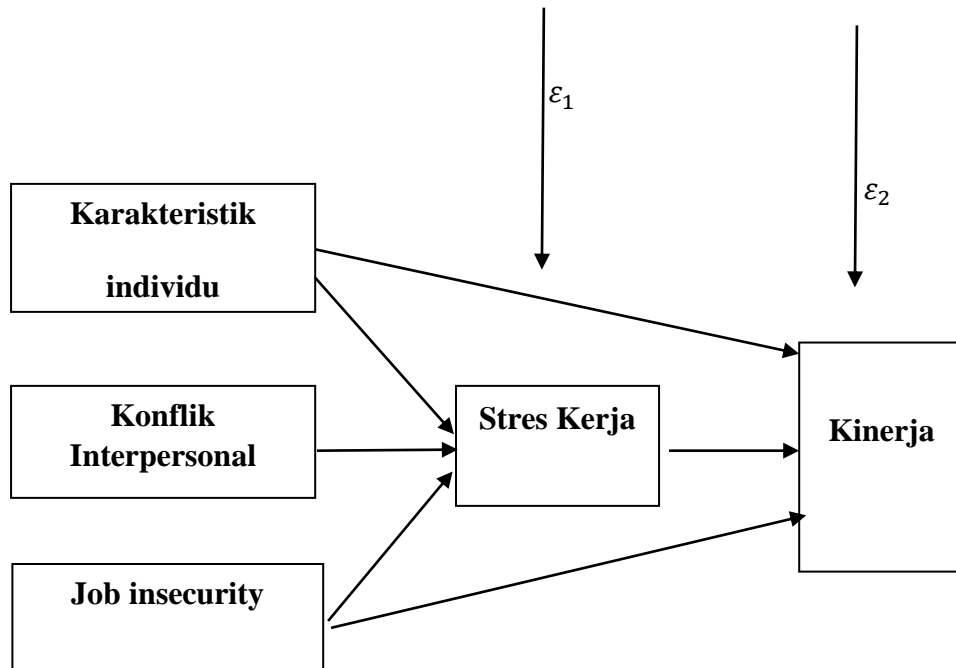 ε₁
ε₂
Karakteristik
individu
Konflik
Interpersonal
Stres Kerja
Kinerja
Job insecurity